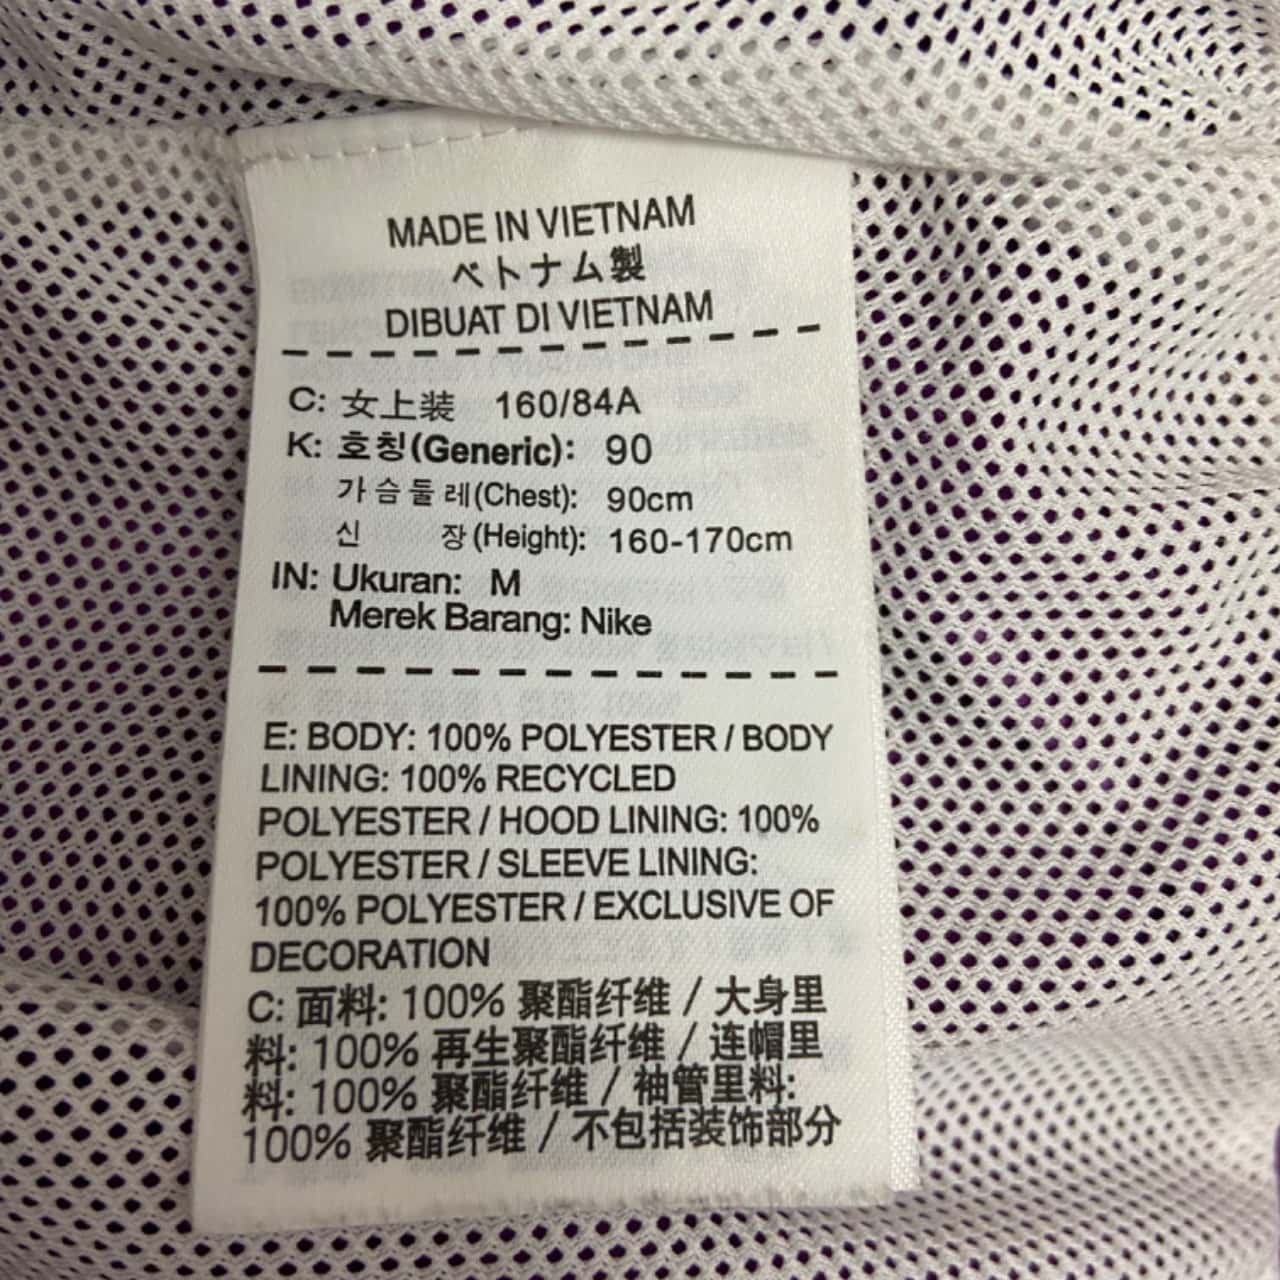 MADE IN VIETNAM
ベトナム製
DIBUAT DI VIETNAM
C: 女上装 160/84A
K: 호칭(Generic): 90
가슴둘레(Chest): 90cm
신 장(Height): 160-170cm
IN: Ukuran: M
Merek Barang: Nike
E: BODY: 100% POLYESTER / BODY
LINING: 100% RECYCLED
POLYESTER / HOOD LINING: 100%
POLYESTER / SLEEVE LINING:
100% POLYESTER / EXCLUSIVE OF
DECORATION
C: 面料: 100% 聚酯纤维 / 大身里
料: 100% 再生聚酯纤维 / 连帽里
料: 100% 聚酯纤维 / 袖管里料:
100% 聚酯纤维 / 不包括装饰部分